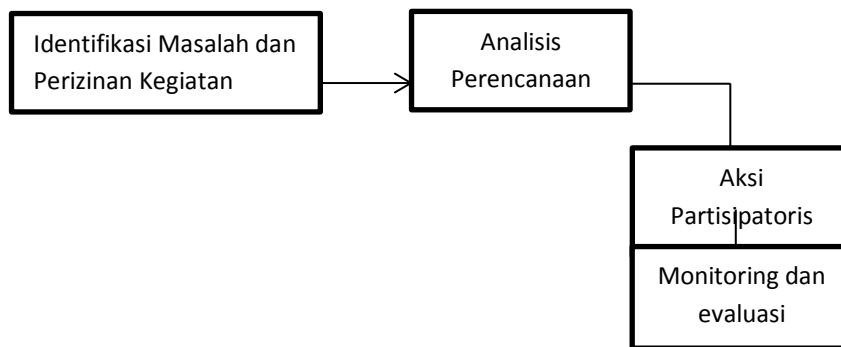 Identifikasi Masalah dan
Perizinan Kegiatan
Analisis
Perencanaan
Aksi
Partisipatoris
Monitoring dan
evaluasi